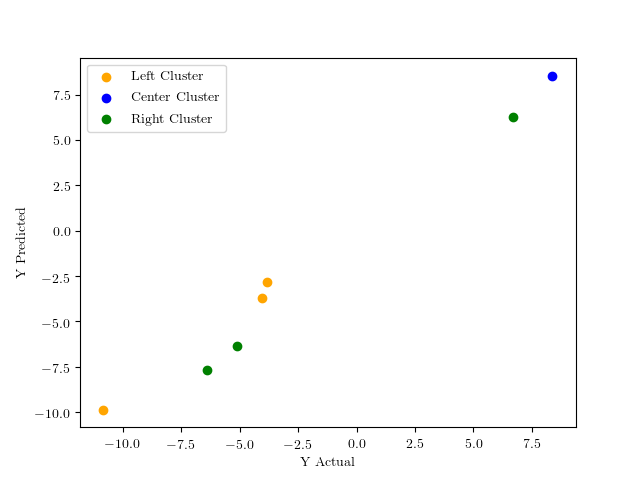 Left Cluster
Center Cluster
Right Cluster
7.5
5.0
2.5
0.0
−2.5
−5.0
−7.5
−10.0
Y Predicted
−10.0 −7.5 −5.0 −2.5 0.0 2.5 5.0 7.5
Y Actual